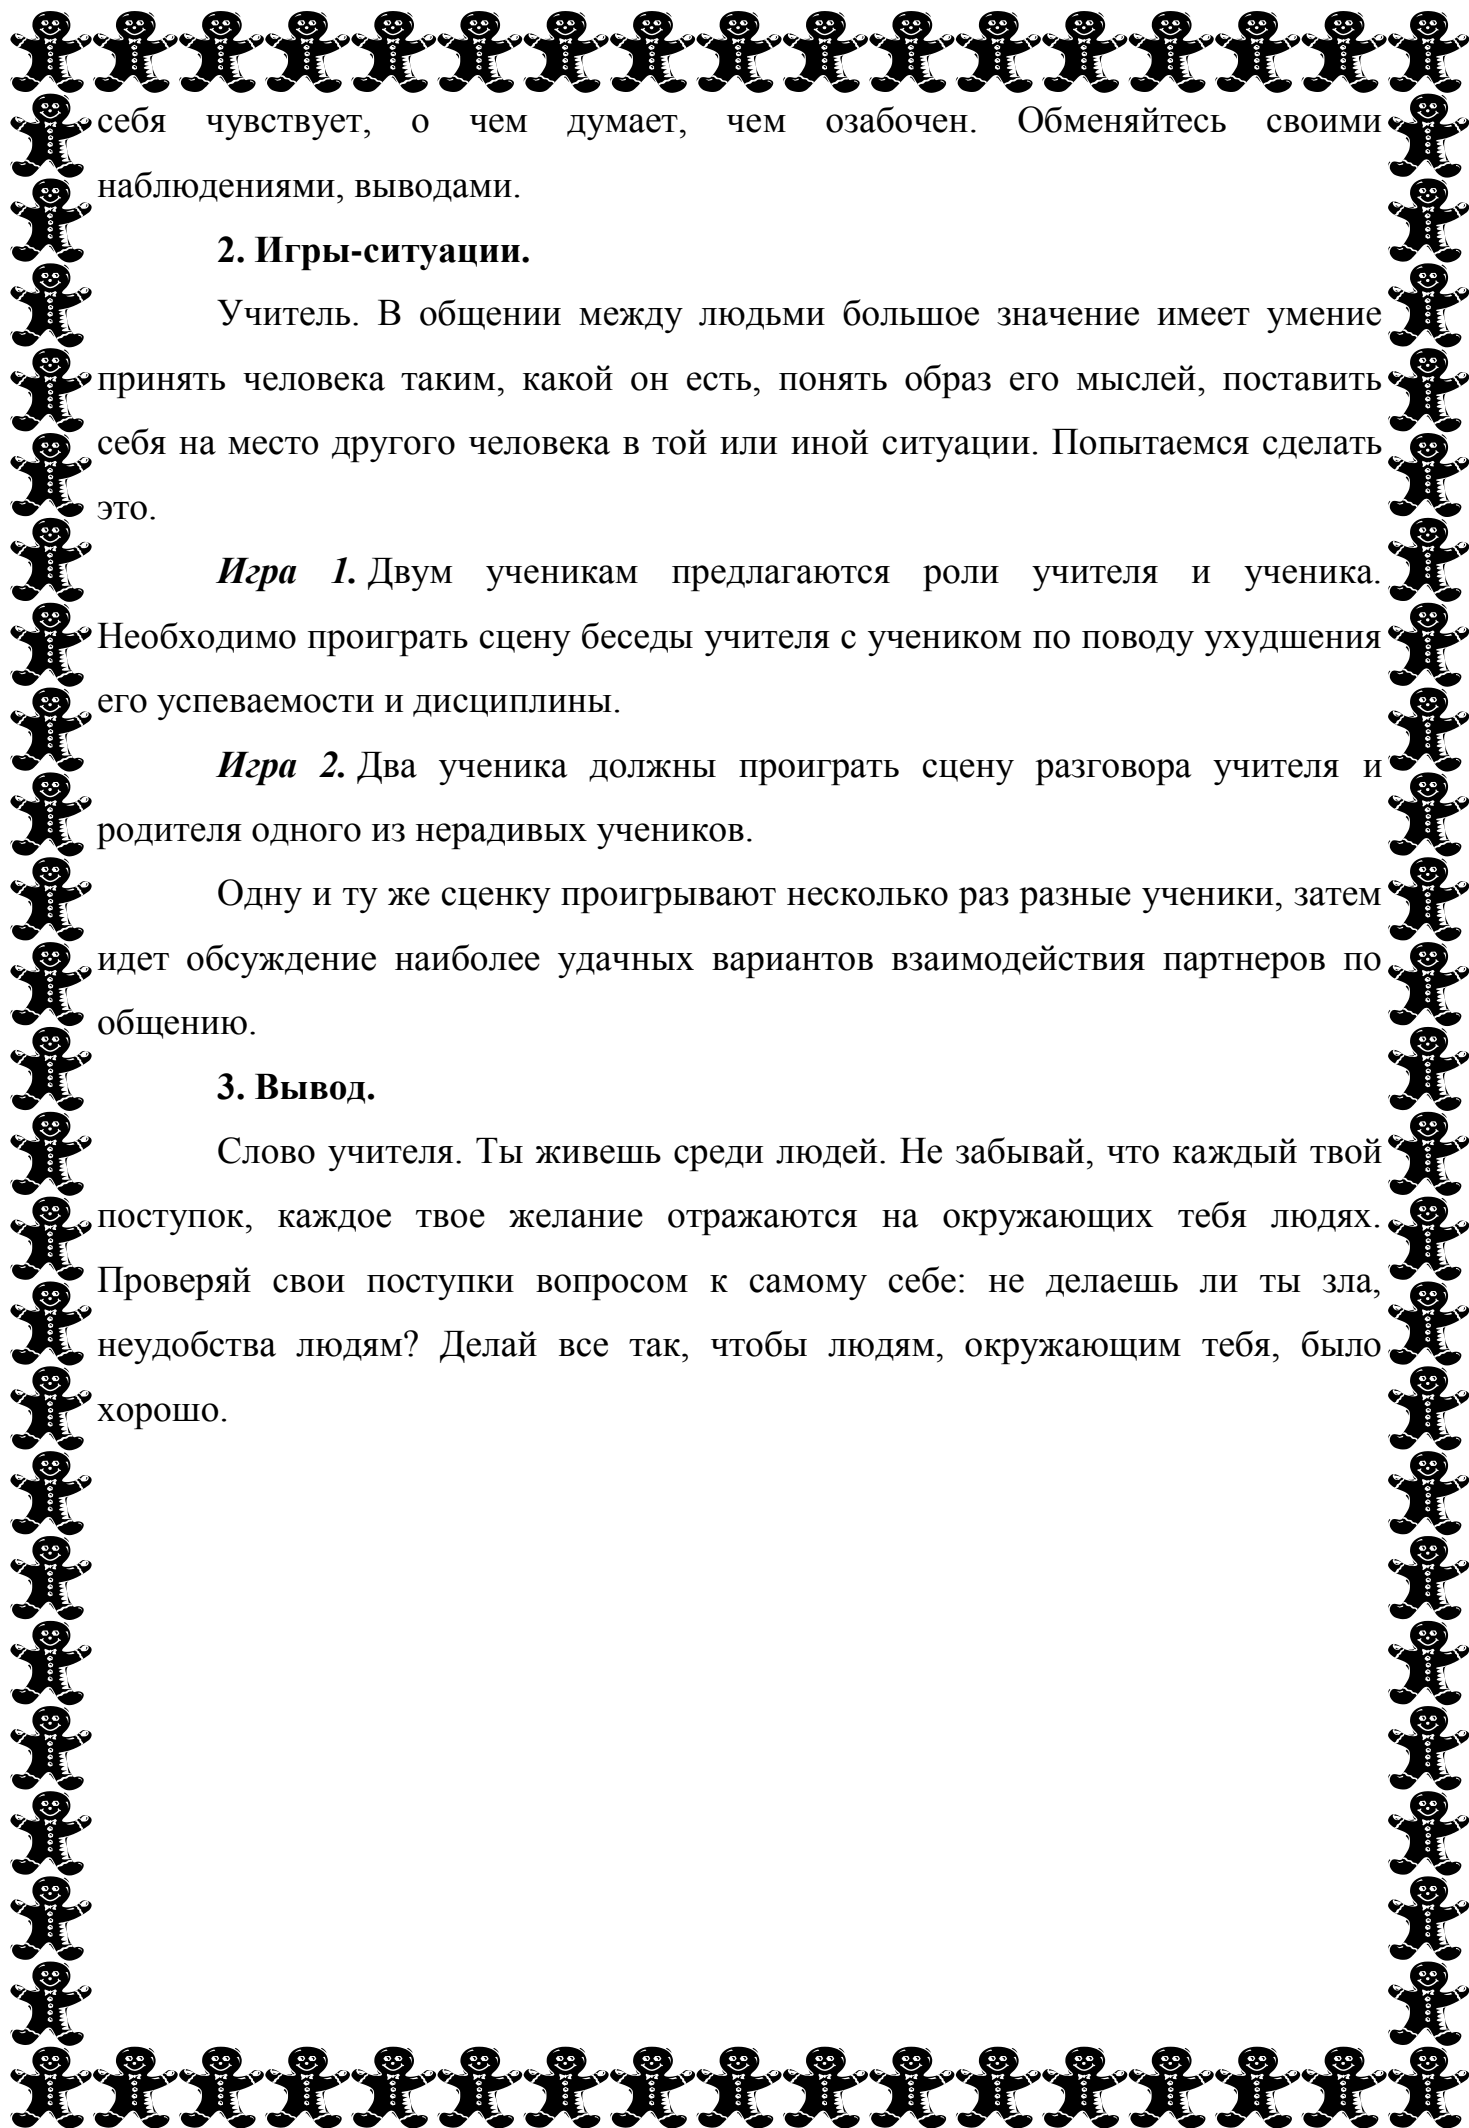 себя чувствует, о чем думает, чем озабочен. Обменяйтесь своими
наблюдениями, выводами.
2. Игры-ситуации.
Учитель. В общении между людьми большое значение имеет умение
принять человека таким, какой он есть, понять образ его мыслей, поставить
себя на место другого человека в той или иной ситуации. Попытаемся сделать
это.
Игра 1. Двум ученикам предлагаются роли учителя и ученика.
Необходимо проиграть сцену беседы учителя с учеником по поводу ухудшения
его успеваемости и дисциплины.
Игра 2. Два ученика должны проиграть сцену разговора учителя и
родителя одного из нерадивых учеников.
Одну и ту же сценку проигрывают несколько раз разные ученики, затем
идет обсуждение наиболее удачных вариантов взаимодействия партнеров по
общению.
3. Вывод.
Слово учителя. Ты живешь среди людей. Не забывай, что каждый твой
поступок, каждое твое желание отражаются на окружающих тебя людях.
Проверяй свои поступки вопросом к самому себе: не делаешь ли ты зла,
неудобства людям? Делай все так, чтобы людям, окружающим тебя, было
хорошо.